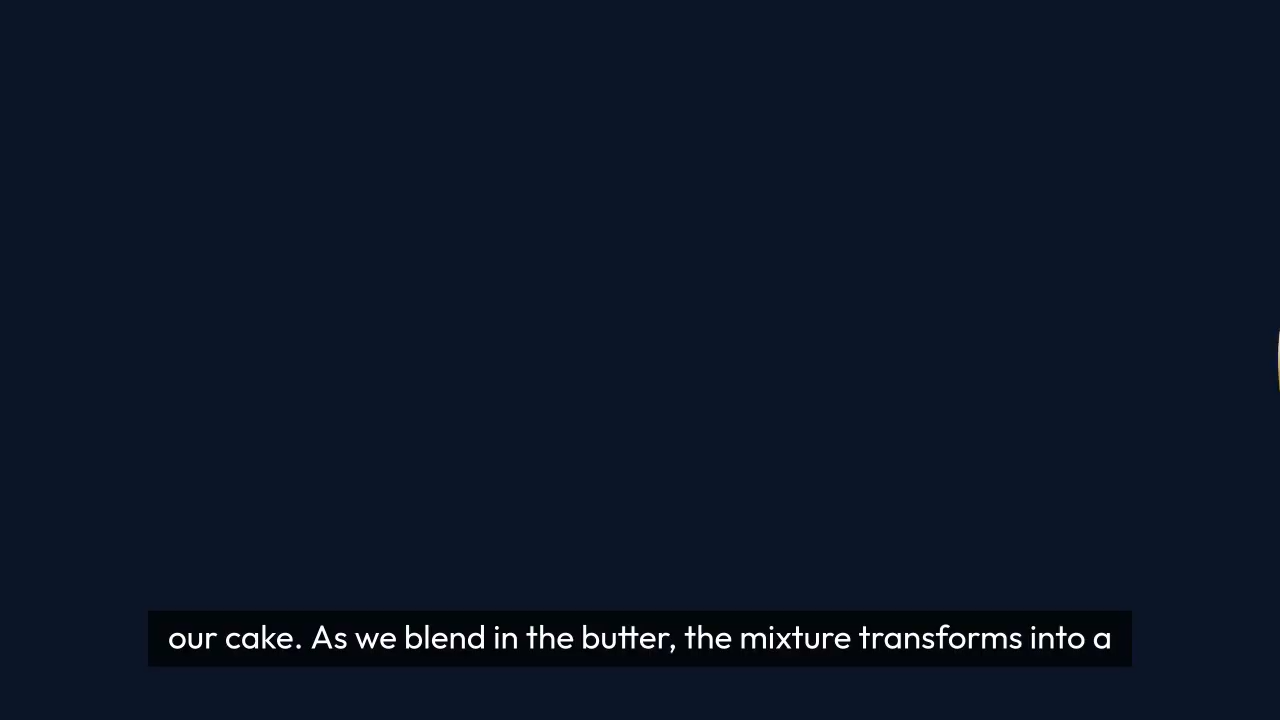 our cake. As we blend in the butter, the mixture transforms into a